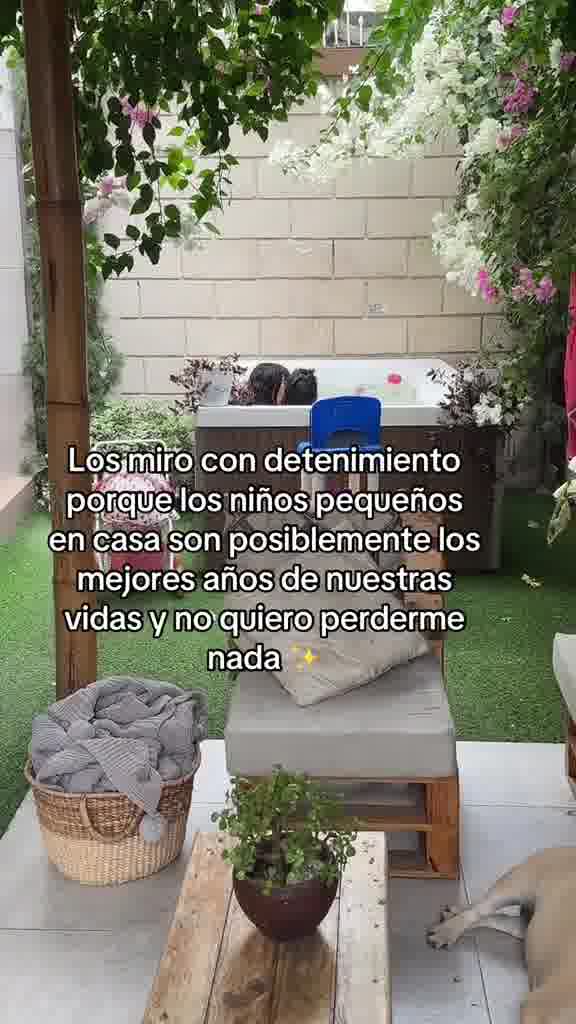 Los miro con detenimiento
porque los niños pequeños
en casa son posiblemente los
mejores años de nuestras
vidas y no quiero perderme
nada ✨